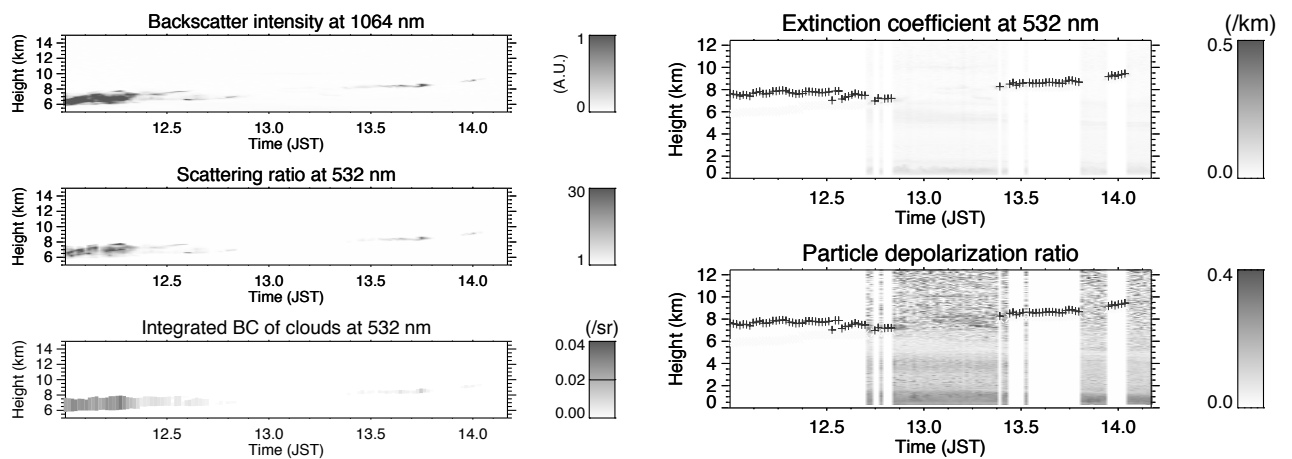 Backscatter intensity at 1064 nm
Height (km)
14
12
10
8
6
12.5 13.0 13.5 14.0
Time (JST)
1
(A.U.)
0
Scattering ratio at 532 nm
Height (km)
14
12
10
8
6
12.5 13.0 13.5 14.0
Time (JST)
30
1
Integrated BC of clouds at 532 nm
(/sr)
Height (km)
14
12
10
8
6
12.5 13.0 13.5 14.0
Time (JST)
0.04
0.02
0.00
Extinction coefficient at 532 nm
(/km)
Height (km)
12
10
8
6
4
2
0
12.5 13.0 13.5 14.0
Time (JST)
0.5
0.0
Particle depolarization ratio
Height (km)
12
10
8
6
4
2
0
12.5 13.0 13.5 14.0
Time (JST)
0.4
0.0